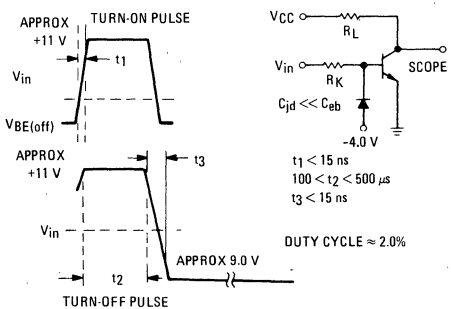 APPROX
+11 V
TURN-ON PULSE
t1
Vin
VBE(off)
APPROX
+11 V
t3
Vin
APPROX 9.0 V
t2
TURN-OFF PULSE
VCC
RL
SCOPE
Vin
RK
Cjd << Ceb
-4.0 V
t1 < 15 ns
100 < t2 < 500 μs
t3 < 15 ns
DUTY CYCLE ≈ 2.0%